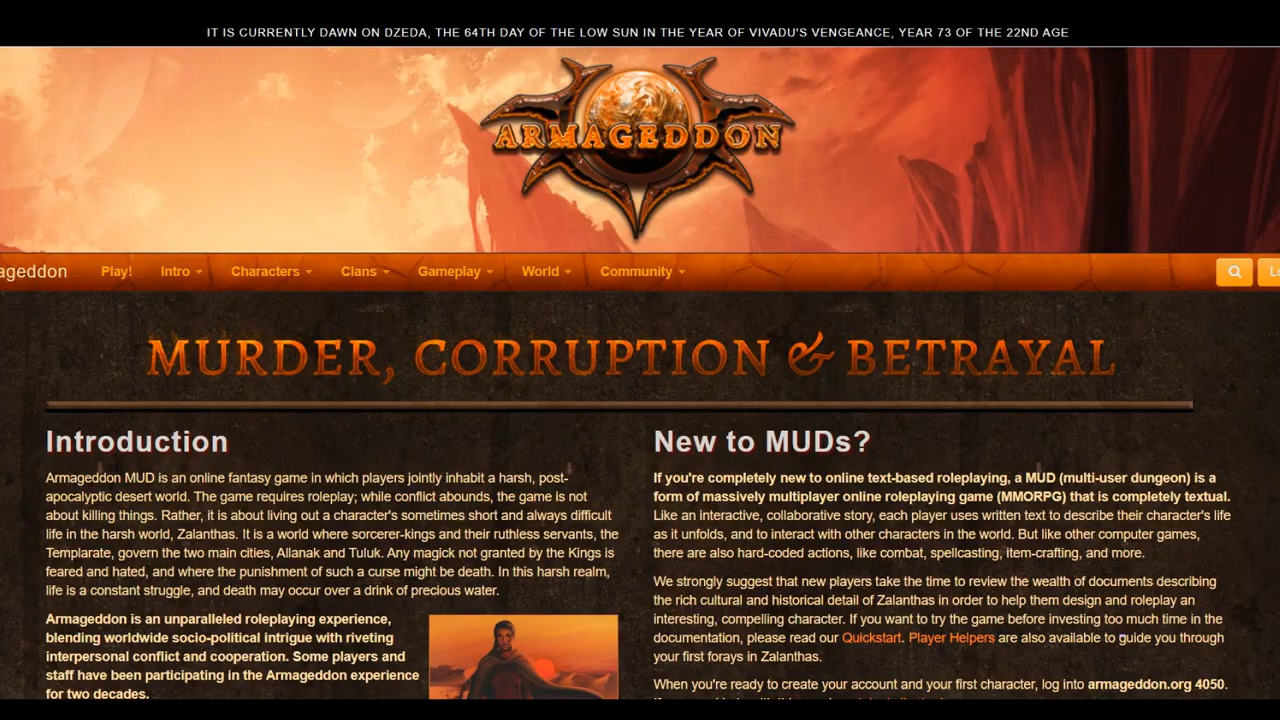 IT IS CURRENTLY DAWN ON DZEDA, THE 64TH DAY OF THE LOW SUN IN THE YEAR OF VIVADU'S VENGEANCE, YEAR 73 OF THE 22ND AGE
ARMAGEDDON
ageddon Play! Intro Characters Clans Gameplay World Community
MURDER, CORRUPTION & BETRAYAL
Introduction
Armageddon MUD is an online fantasy game in which players jointly inhabit a harsh, post-
apocalyptic desert world. The game requires roleplay; while conflict abounds, the game is not
about killing things. Rather, it is about living out a character's sometimes short and always difficult
life in the harsh world, Zalanthas. It is a world where sorcerer-kings and their ruthless servants, the
Templarate, govern the two main cities, Allanak and Tuluk. Any magick not granted by the Kings is
feared and hated, and where the punishment of such a curse might be death. In this harsh realm,
life is a constant struggle, and death may occur over a drink of precious water.
Armageddon is an unparalleled roleplaying experience,
blending worldwide socio-political intrigue with riveting
interpersonal conflict and cooperation. Some players and
staff have been participating in the Armageddon experience
for two decades.
New to MUDs?
If you're completely new to online text-based roleplaying, a MUD (multi-user dungeon) is a
form of massively multiplayer online roleplaying game (MMORPG) that is completely textual.
Like an interactive, collaborative story, each player uses written text to describe their character's life
as it unfolds, and to interact with other characters in the world. But like other computer games,
there are also hard-coded actions, like combat, spellcasting, item-crafting, and more.
We strongly suggest that new players take the time to review the wealth of documents describing
the rich cultural and historical detail of Zalanthas in order to help them design and roleplay an
interesting, compelling character. If you want to try the game before investing too much time in the
documentation, please read our Quickstart. Player Helpers are also available to guide you through
your first forays in Zalanthas.
When you're ready to create your account and your first character, log into armageddon.org 4050.